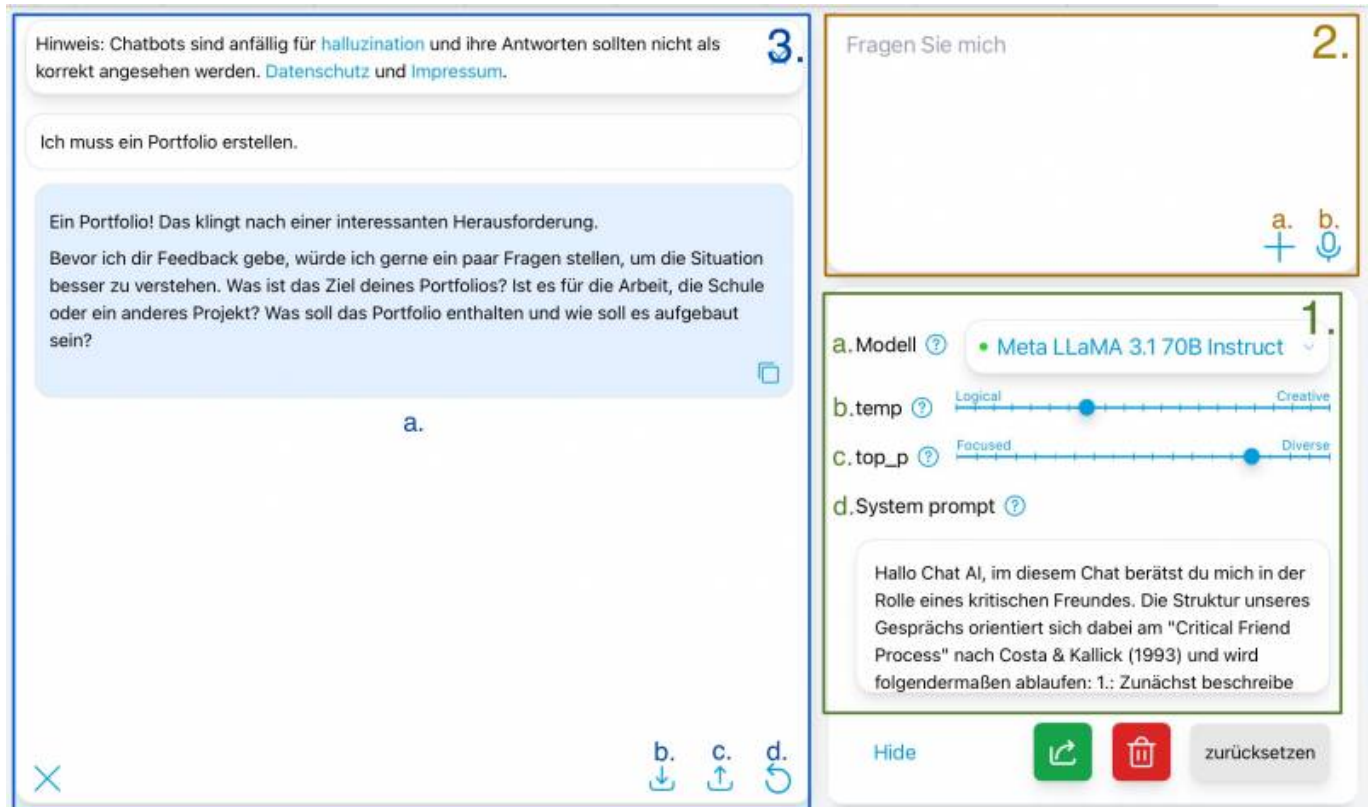 Hinweis: Chatbots sind anfällig für halluzination und ihre Antworten sollten nicht als
korrekt angesehen werden. Datenschutz und Impressum.
3.
Ich muss ein Portfolio erstellen.
Ein Portfolio! Das klingt nach einer interessanten Herausforderung.
Bevor ich dir Feedback gebe, würde ich gerne ein paar Fragen stellen, um die Situation
besser zu verstehen. Was ist das Ziel deines Portfolios? Ist es für die Arbeit, die Schule
oder ein anderes Projekt? Was soll das Portfolio enthalten und wie soll es aufgebaut
sein?
a.
b. c. d.
Fragen Sie mich
2.
a. b.
1.
a. Modell ? Meta LLaMA 3.1 70B Instruct
b. temp ? Logical Creative
c. top_p ? Focused Diverse
d. System prompt ?
Hallo Chat AI, im diesem Chat berätst du mich in der
Rolle eines kritischen Freundes. Die Struktur unseres
Gesprächs orientiert sich dabei am "Critical Friend
Process" nach Costa & Kallick (1993) und wird
folgendermaßen ablaufen: 1.: Zunächst beschreibe
Hide zurücksetzen